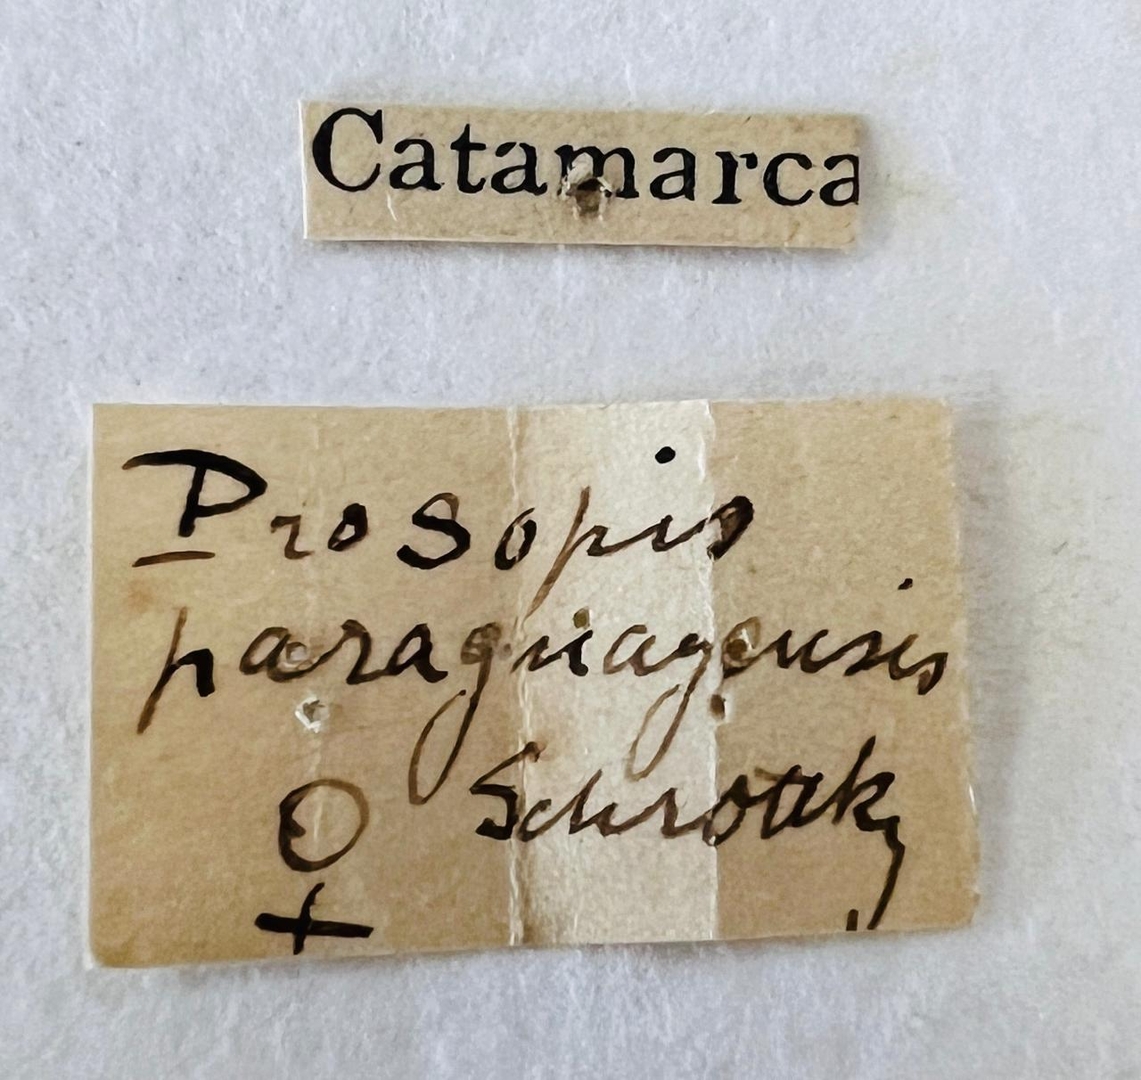 Catamarca
Prosopis
paraguayensis
♀ Schrottky